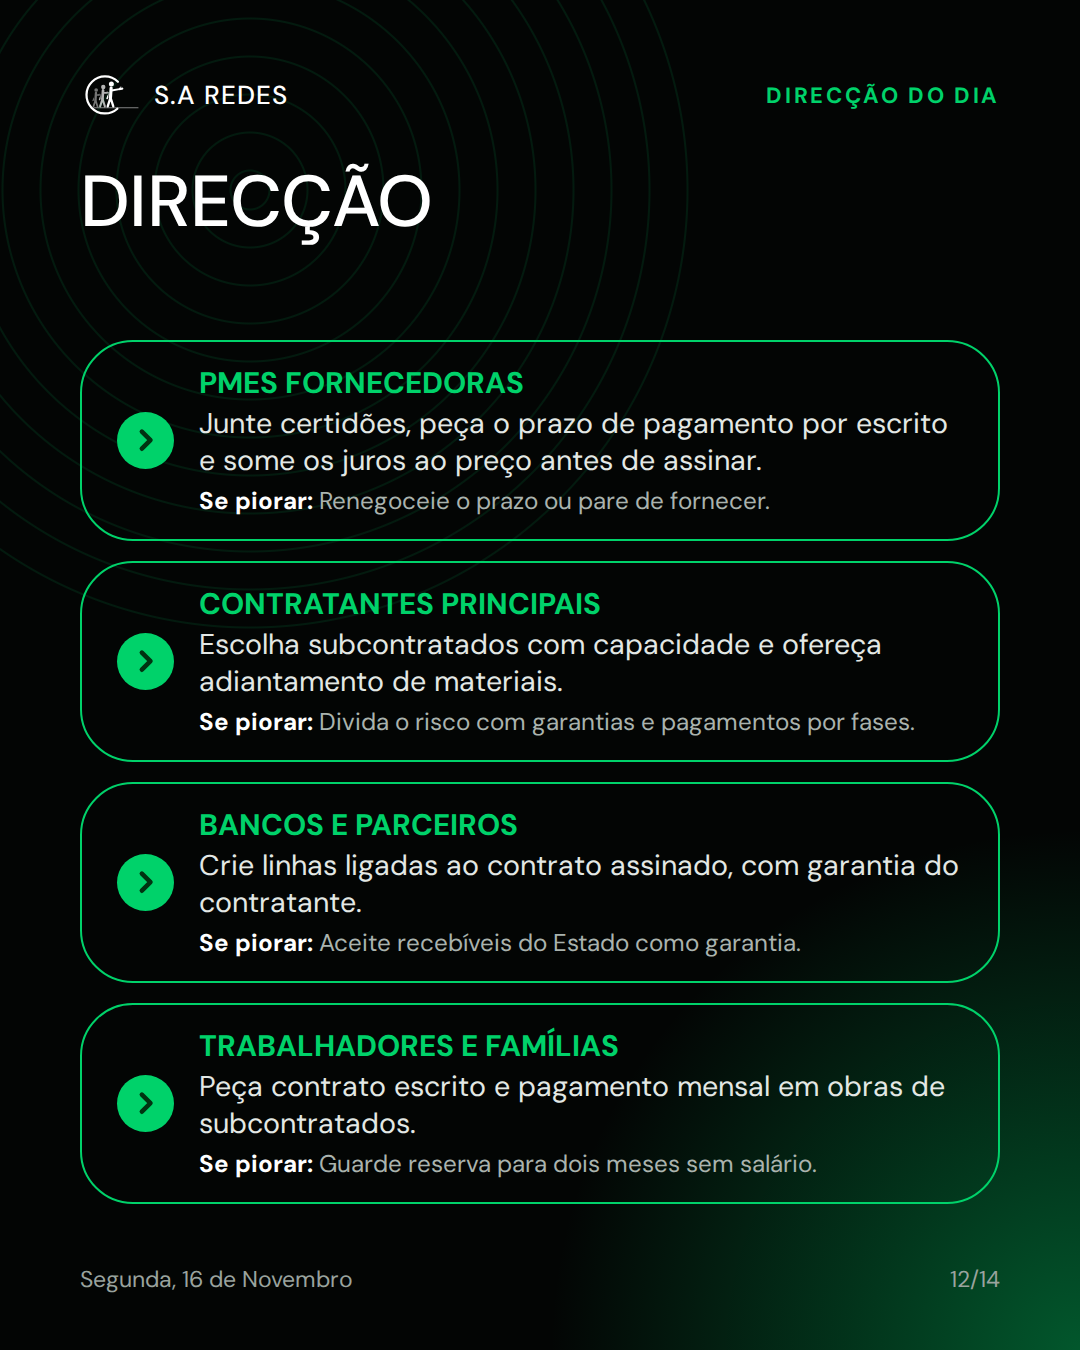 S.A REDES
DIRECÇÃO DO DIA
DIRECÇÃO
PMES FORNECEDORAS
Junte certidões, peça o prazo de pagamento por escrito
e some os juros ao preço antes de assinar.
Se piorar: Renegoceie o prazo ou pare de fornecer.
CONTRATANTES PRINCIPAIS
Escolha subcontratados com capacidade e ofereça
adiantamento de materiais.
Se piorar: Divida o risco com garantias e pagamentos por fases.
BANCOS E PARCEIROS
Crie linhas ligadas ao contrato assinado, com garantia do
contratante.
Se piorar: Aceite recebíveis do Estado como garantia.
TRABALHADORES E FAMÍLIAS
Peça contrato escrito e pagamento mensal em obras de
subcontratados.
Se piorar: Guarde reserva para dois meses sem salário.
Segunda, 16 de Novembro
12/14